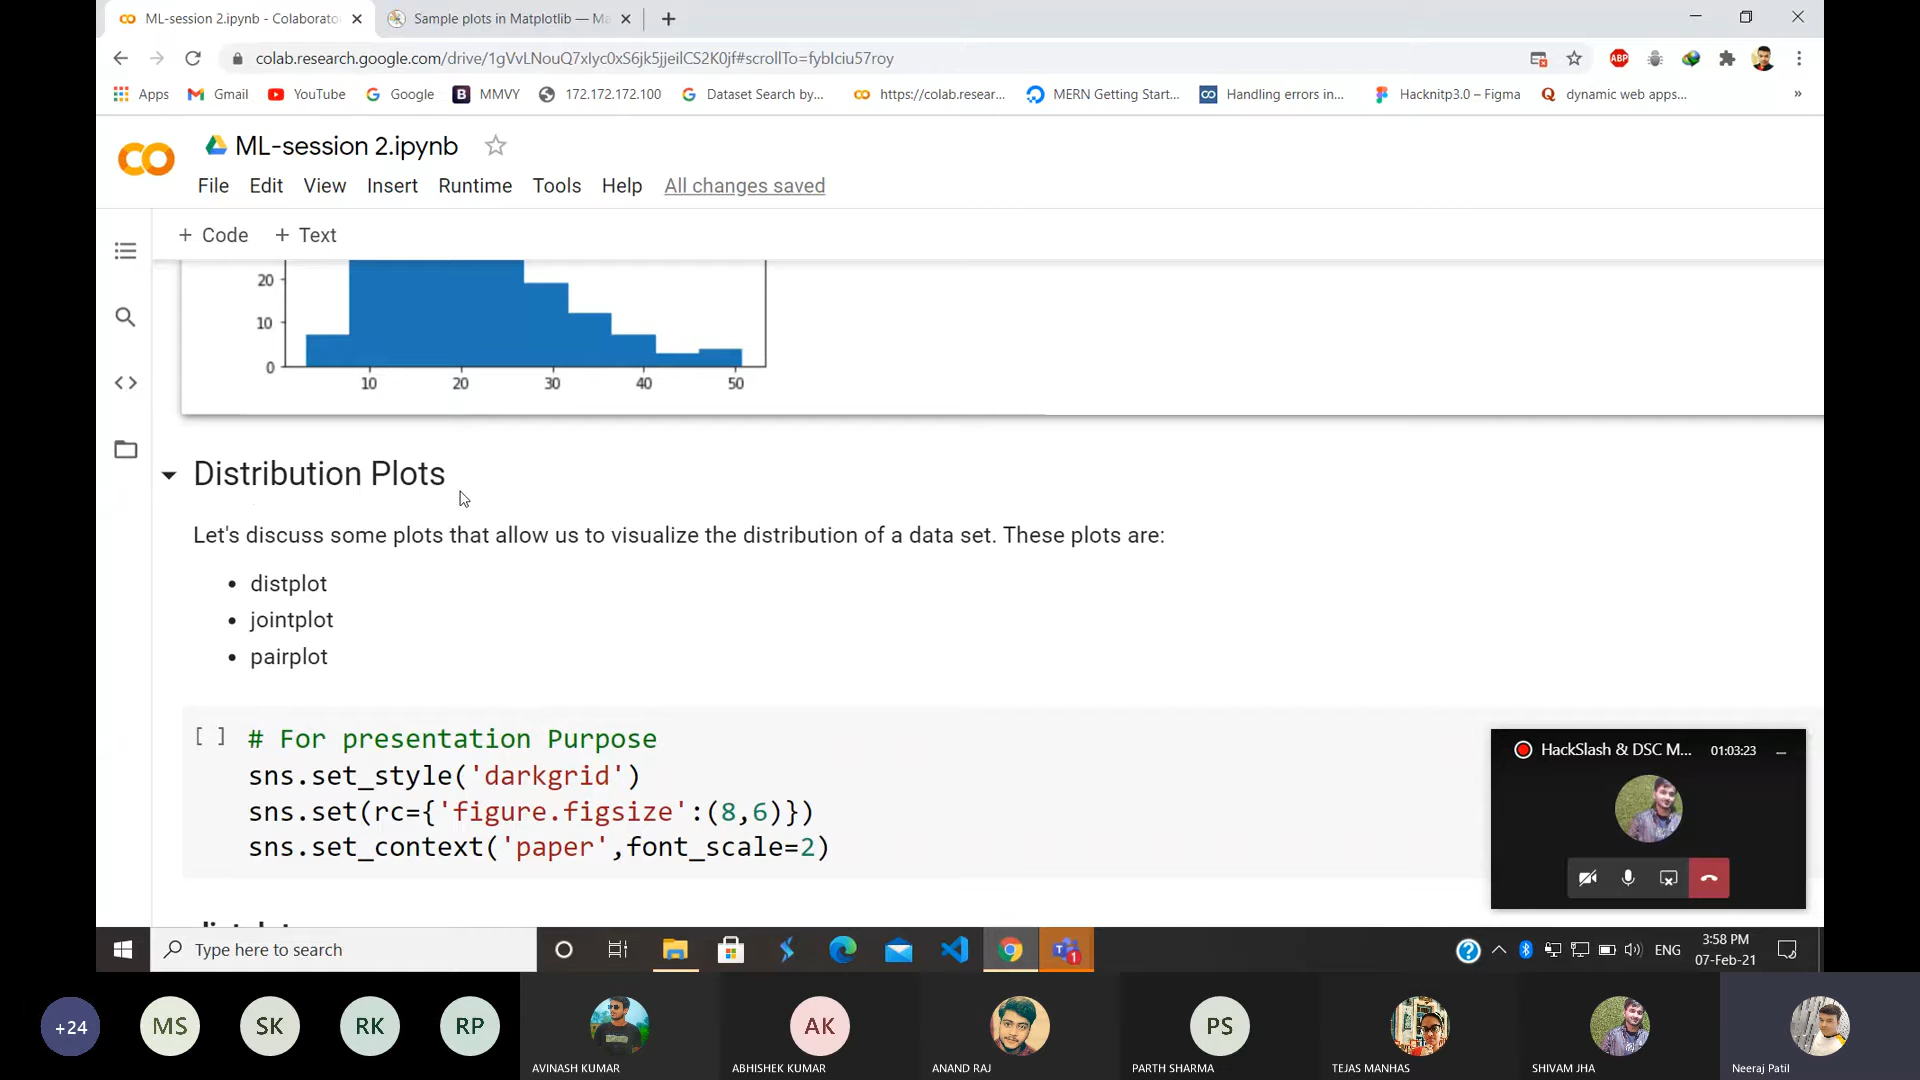 ML-session 2.ipynb - Colaborato
Sample plots in Matplotlib — Ma
colab.research.google.com/drive/1gVvLNouQ7xIyc0xS6jk5jjeilCS2K0jf#scrollTo=fybIciu57roy
ABP
Apps
Gmail
YouTube
Google
B MMVY
172.172.172.100
Dataset Search by...
https://colab.resear...
MERN Getting Start...
Handling errors in...
Hacknitp3.0 – Figma
dynamic web apps...
»
ML-session 2.ipynb
File Edit View Insert Runtime Tools Help All changes saved
+ Code + Text
20
10
0
10 20 30 40 50
Distribution Plots
Let's discuss some plots that allow us to visualize the distribution of a data set. These plots are:
• distplot
• jointplot
• pairplot
[ ] # For presentation Purpose
sns.set_style('darkgrid')
sns.set(rc={'figure.figsize':(8,6)})
sns.set_context('paper',font_scale=2)
HackSlash & DSC M... 01:03:23
Type here to search
1
ENG
3:58 PM
07-Feb-21
+24 MS SK RK RP
AK
PS
AVINASH KUMAR
ABHISHEK KUMAR
ANAND RAJ
PARTH SHARMA
TEJAS MANHAS
SHIVAM JHA
Neeraj Patil